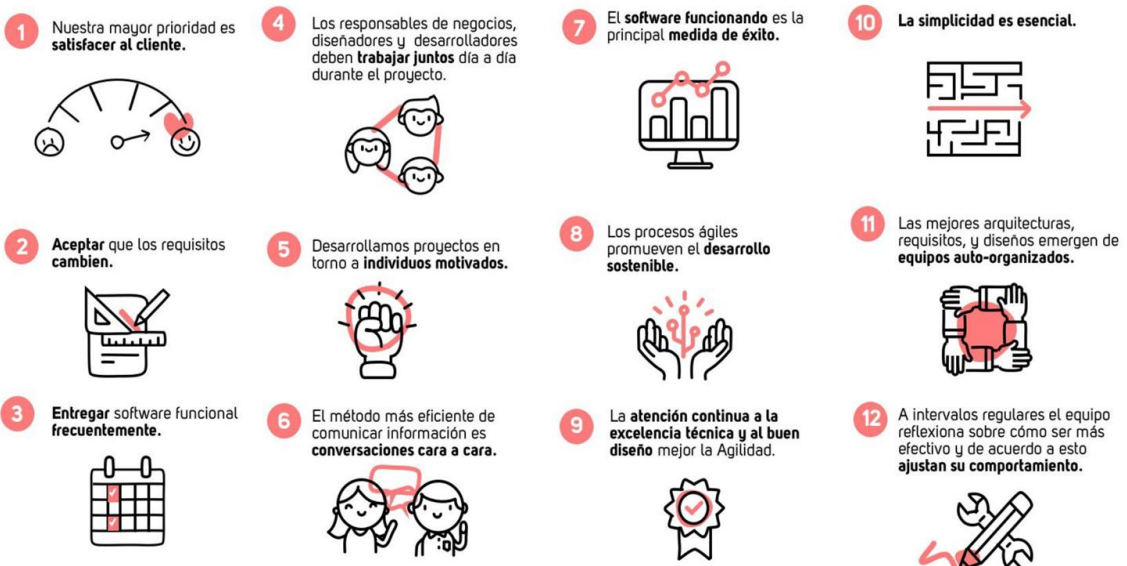 1
Nuestra mayor prioridad es
satisfacer al cliente.
2
Aceptar que los requisitos
cambien.
3
Entregar software funcional
frecuentemente.
4
Los responsables de negocios,
diseñadores y desarrolladores
deben trabajar juntos día a día
durante el proyecto.
5
Desarrollamos proyectos en
torno a individuos motivados.
6
El método más eficiente de
comunicar información es
conversaciones cara a cara.
7
El software funcionando es la
principal medida de éxito.
8
Los procesos ágiles
promueven el desarrollo
sostenible.
9
La atención continua a la
excelencia técnica y al buen
diseño mejor la Agilidad.
10
La simplicidad es esencial.
11
Las mejores arquitecturas,
requisitos, y diseños emergen de
equipos auto-organizados.
12
A intervalos regulares el equipo
reflexiona sobre cómo ser más
efectivo y de acuerdo a esto
ajustan su comportamiento.